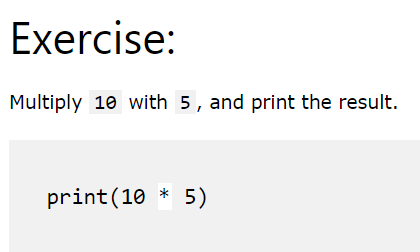 Exercise:
Multiply 10 with 5, and print the result.
print(10 * 5)